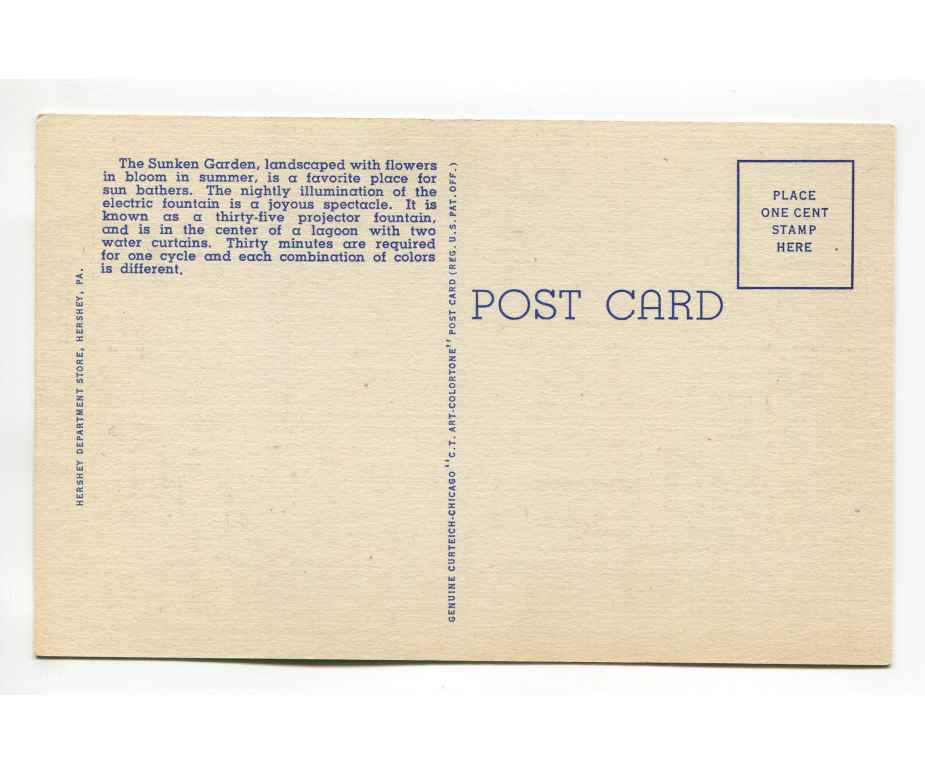 The Sunken Garden, landscaped with flowers
in bloom in summer, is a favorite place for
sun bathers. The nightly illumination of the
electric fountain is a joyous spectacle. It is
known as a thirty-five projector fountain,
and is in the center of a lagoon with two
water curtains. Thirty minutes are required
for one cycle and each combination of colors
is different.
HERSHEY DEPARTMENT STORE, HERSHEY, PA.
GENUINE CURTEICH-CHICAGO "C.T. ART-COLORTONE" POST CARD (REG. U.S. PAT. OFF.)
POST CARD
PLACE
ONE CENT
STAMP
HERE